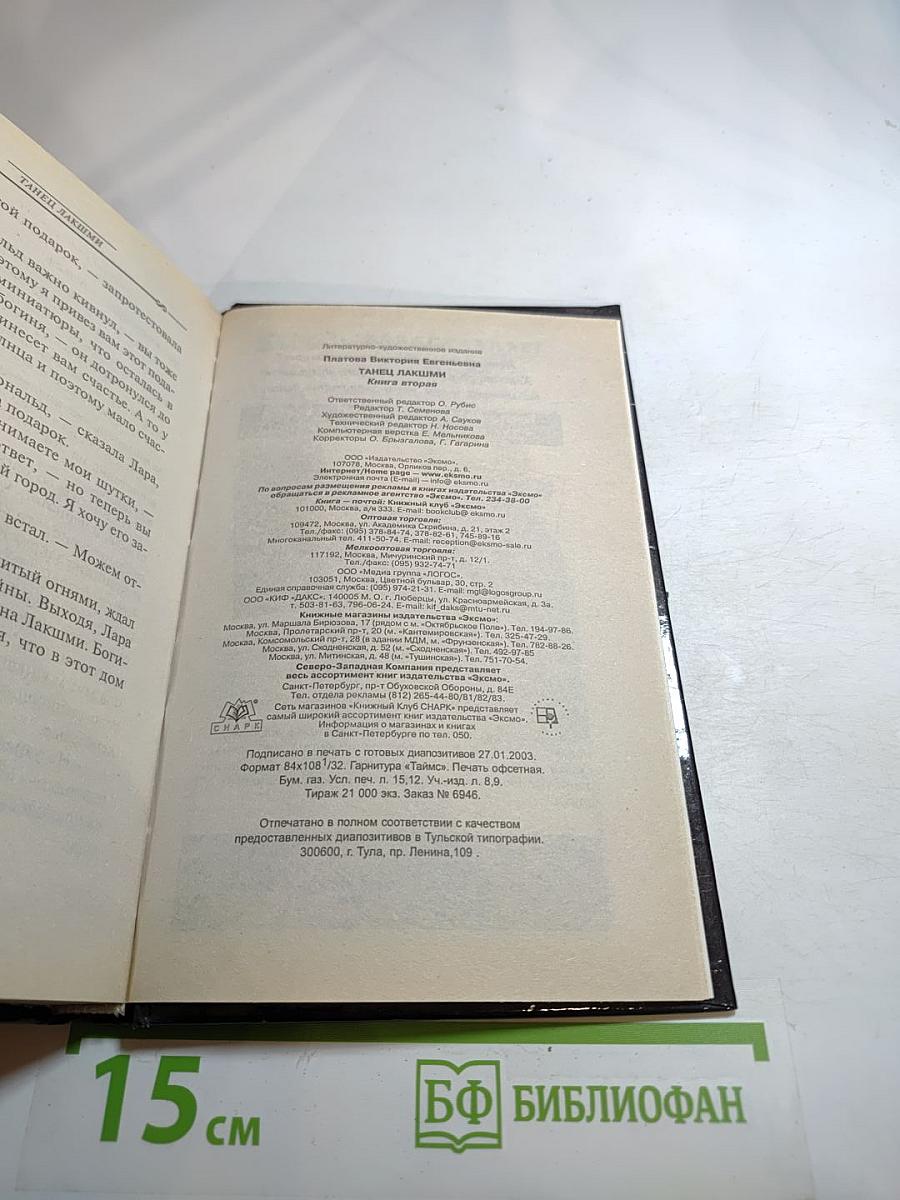 ТАНЕЦ ЛАКШМИ
ой подарок, — запротестовала
льд важно кивнул, — вы тоже
этому я привез вам этот пода-
миниатюры, что осталась в
богиня, — он дотронулся до
инесет вам счастье. А то у
лица и поэтому мало счас-
ональд, — сказала Лара,
а подарок.
нимаете мои шутки, —
ответ, — но теперь вы
й город. Я хочу его за-
встал. — Можем от-
итый огнями, ждал
йны. Выходя, Лара
на Лакшми. Боги-
я, что в этот дом
Литературно-художественное издание
Платова Виктория Евгеньевна
ТАНЕЦ ЛАКШМИ
Книга вторая
Ответственный редактор О. Рубис
Редактор Т. Семенова
Художественный редактор А. Сауков
Технический редактор Н. Носова
Компьютерная верстка Е. Мельникова
Корректоры О. Брызгалова, Г. Гагарина
ООО «Издательство «Эксмо».
107078, Москва, Орликов пер., д. 6.
Интернет/Home page — www.eksmo.ru
Электронная почта (E-mail) — info@ eksmo.ru
По вопросам размещения рекламы в книгах издательства «Эксмо»
обращаться в рекламное агентство «Эксмо». Тел. 234-38-00
Книга — почтой: Книжный клуб «Эксмо»
101000, Москва, а/я 333. E-mail: bookclub@ eksmo.ru
Оптовая торговля:
109472, Москва, ул. Академика Скрябина, д. 21, этаж 2
Тел./факс: (095) 378-84-74, 378-82-61, 745-89-16
Многоканальный тел. 411-50-74. E-mail: reception@eksmo-sale.ru
Мелкооптовая торговля:
117192, Москва, Мичуринский пр-т, д. 12/1.
Тел./факс: (095) 932-74-71
ООО «Медиа группа «ЛОГОС».
103051, Москва, Цветной бульвар, 30, стр. 2
Единая справочная служба: (095) 974-21-31. E-mail: mgl@logosgroup.ru
ООО «КИФ «ДАКС». 140005 М. О. г. Люберцы, ул. Красноармейская, д. 3а.
т. 503-81-63, 796-06-24. E-mail: kif_daks@mtu-net.ru
Книжные магазины издательства «Эксмо»:
Москва, ул. Маршала Бирюзова, 17 (рядом с м. «Октябрьское Поле»). Тел. 194-97-86.
Москва, Пролетарский пр-т, 20 (м. «Кантемировская»). Тел. 325-47-29.
Москва, Комсомольский пр-т, 28 (в здании МДМ, м. «Фрунзенская»). Тел. 782-88-26.
Москва, ул. Сходненская, д. 52 (м. «Сходненская»). Тел. 492-97-85
Москва, ул. Митинская, д. 48 (м. «Тушинская»). Тел. 751-70-54.
Северо-Западная Компания представляет
весь ассортимент книг издательства «Эксмо».
Санкт-Петербург, пр-т Обуховской Обороны, д. 84Е
Тел. отдела рекламы (812) 265-44-80/81/82/83.
Сеть магазинов «Книжный Клуб СНАРК» представляет
самый широкий ассортимент книг издательства «Эксмо».
Информация о магазинах и книгах
в Санкт-Петербурге по тел. 050.
СНАРК
Подписано в печать с готовых диапозитивов 27.01.2003.
Формат 84x108 1/32. Гарнитура «Таймс». Печать офсетная.
Бум. газ. Усл. печ. л. 15,12. Уч.-изд. л. 8,9.
Тираж 21 000 экз. Заказ № 6946.
Отпечатано в полном соответствии с качеством
предоставленных диапозитивов в Тульской типографии.
300600, г. Тула, пр. Ленина,109 .
15 см
БФ БИБЛИОФАН